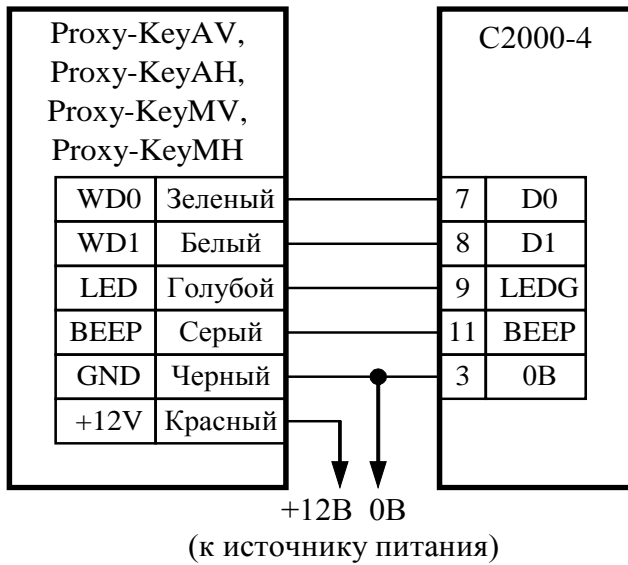 Proxy-KeyAV,
Proxy-KeyAH,
Proxy-KeyMV,
Proxy-KeyMH
C2000-4
WD0 Зеленый 7 D0
WD1 Белый 8 D1
LED Голубой 9 LEDG
BEEP Серый 11 BEEP
GND Черный 3 0В
+12V Красный
+12В 0В
(к источнику питания)